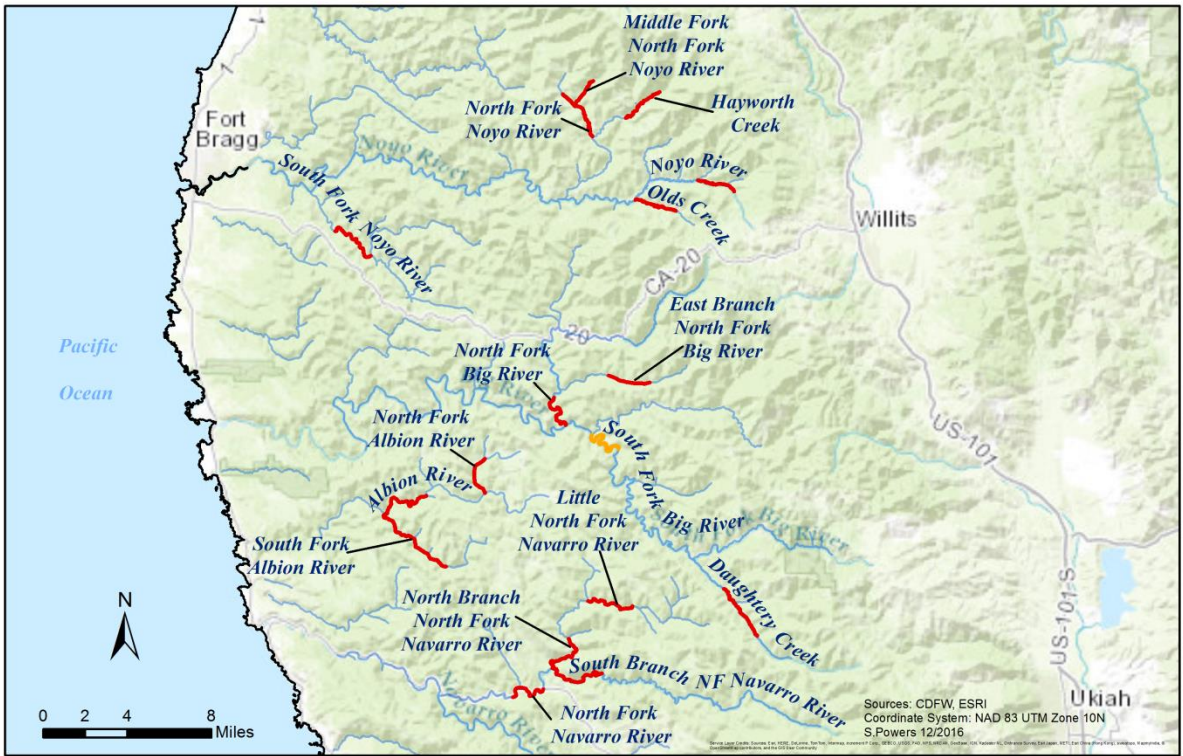 Middle Fork
North Fork
Noyo River
1
Fort
Bragg
North Fork
Noyo River
Hayworth
Creek
Noyo River
Noyo River
South Fork Noyo River
Olds Creek
Willits
CA-20
20
East Branch
North Fork
Big River
Pacific
Ocean
North Fork
Big River
North Fork
Albion River
South Fork Big River
US-101
Albion River
Little
North Fork
Navarro River
Big River
South Fork
Albion River
Daughtery Creek
North Branch
North Fork
Navarro River
US-101-S
N
South Branch NF Navarro River
Navarro River
North Fork
Navarro River
Ukiah
0 2 4 8
Miles
Sources: CDFW, ESRI
Coordinate System: NAD 83 UTM Zone 10N
S.Powers 12/2016